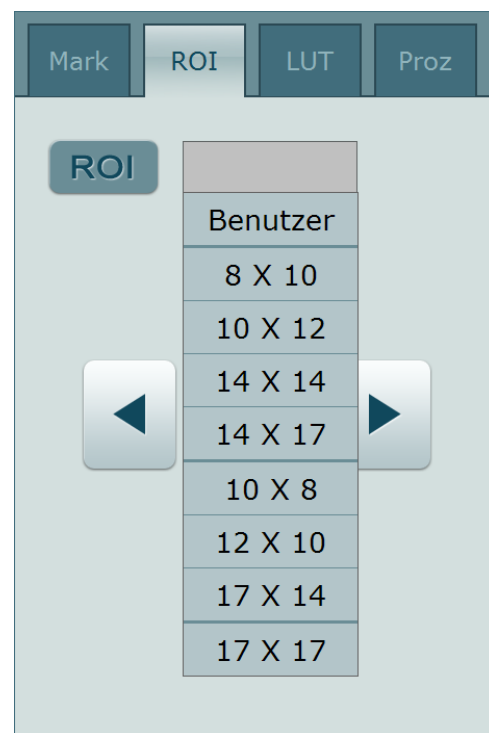 Mark ROI LUT Proz
ROI
Benutzer
8 X 10
10 X 12
14 X 14
14 X 17
10 X 8
12 X 10
17 X 14
17 X 17